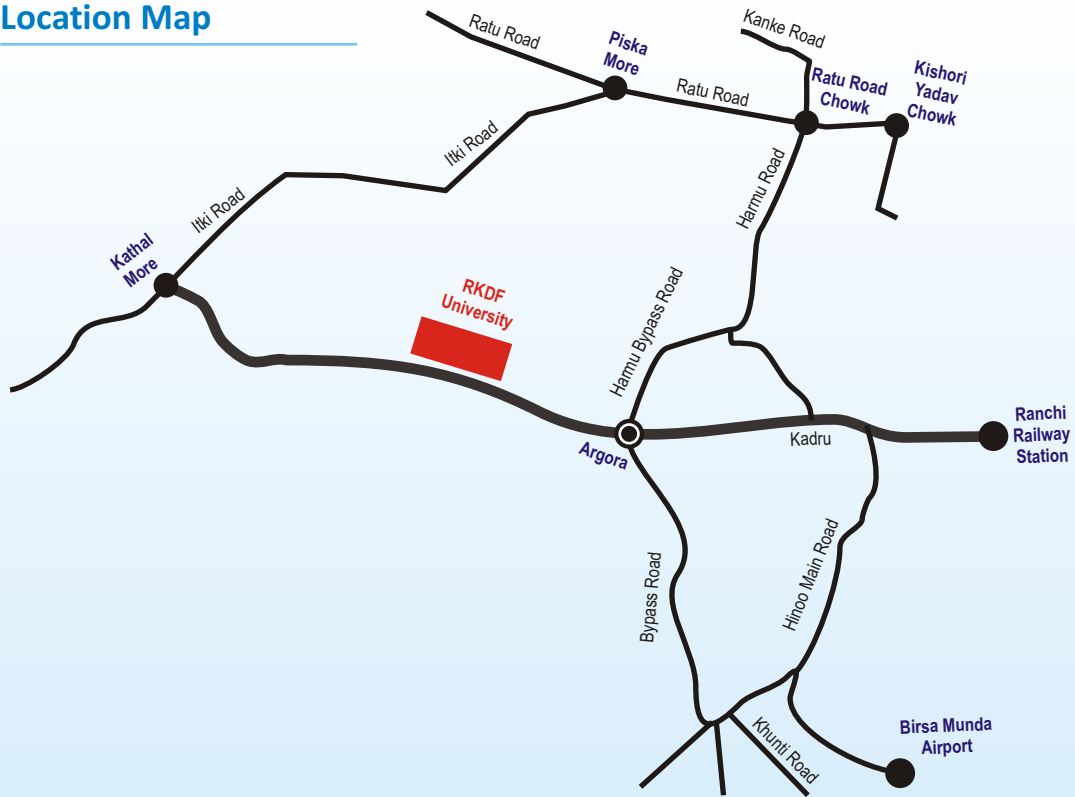 Location Map
Ratu Road
Piska
More
Ratu Road
Kanke Road
Ratu Road
Chowk
Kishori
Yadav
Chowk
Itki Road
Itki Road
Harmu Road
Kathal
More
RKDF
University
Harmu Bypass Road
Argora
Kadru
Ranchi
Railway
Station
Bypass Road
Hinoo Main Road
Khunti Road
Birsa Munda
Airport